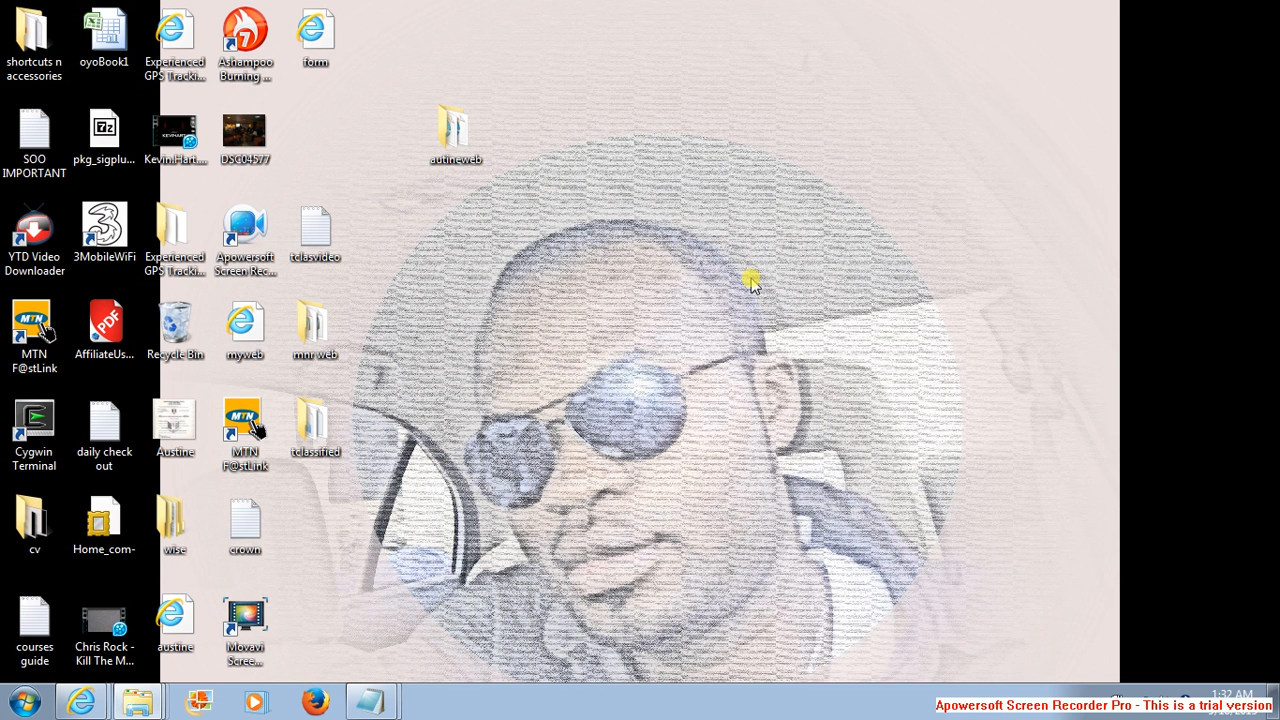 shortcuts n
accessories
oyoBook1
Experienced
GPS Tracki...
Ashampoo
Burning ...
form
SOO
IMPORTANT
pkg_sigplu...
Kevin.Hart....
DSC04577
autineweb
YTD Video
Downloader
3MobileWiFi
Experienced
GPS Tracki...
Apowersoft
Screen Rec...
tclasvideo
MTN
F@stLink
AffiliateUs...
Recycle Bin
myweb
mnr web
Cygwin
Terminal
daily check
out
Austine
MTN
F@stLink
tclassified
cv
Home_com-
wise
crown
courses
guide
Chris Rock -
Kill The M...
austine
Movavi
Scree...
1:32 AM
Apowersoft Screen Recorder Pro - This is a trial version